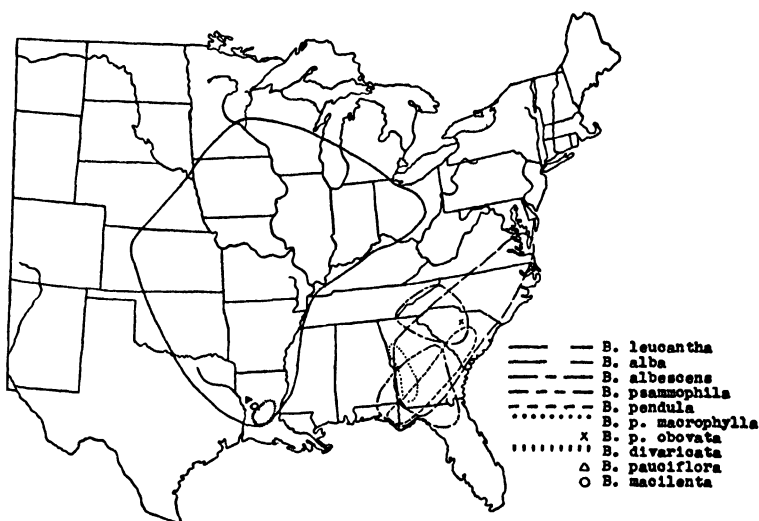 B. leucantha
B. alba
B. albescens
B. psammophila
B. pendula
B. p. macrophylla
x B. p. obovata
B. divaricata
B. pauciflora
B. macilenta